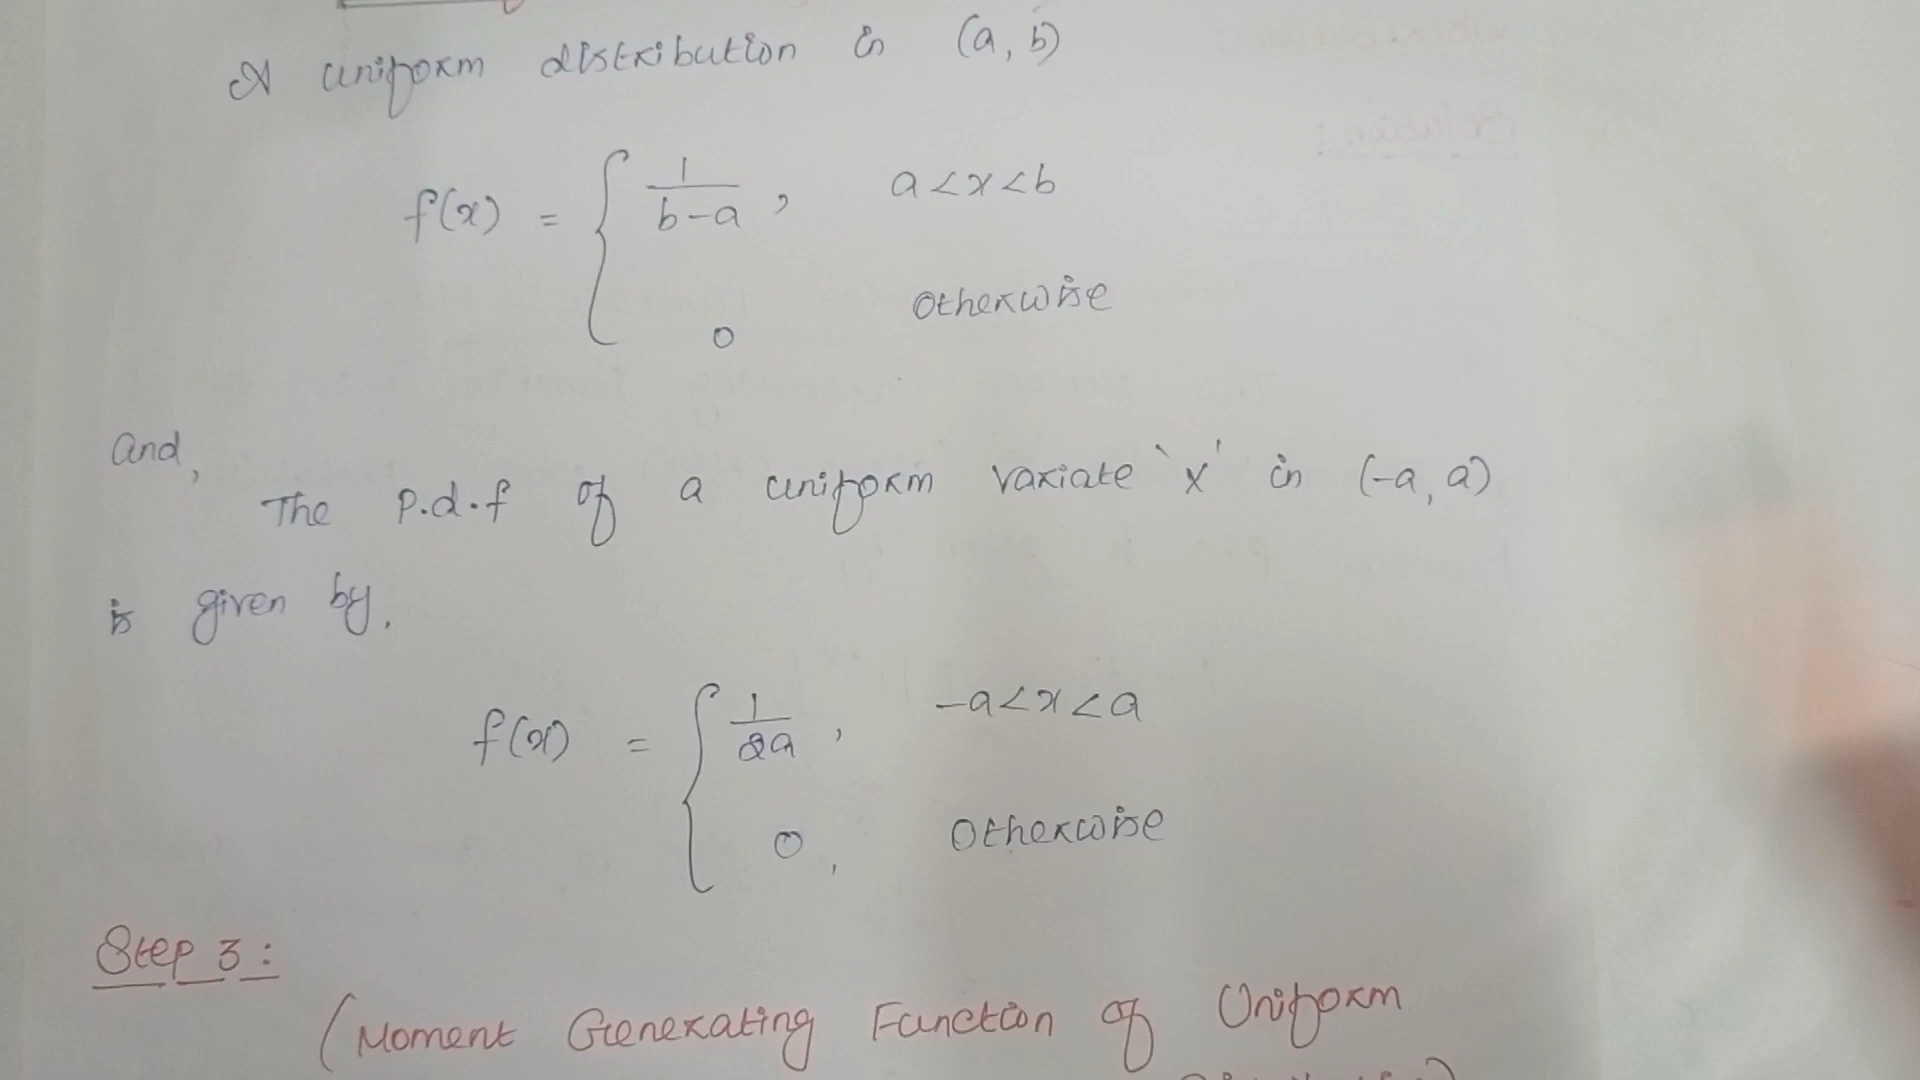 A uniform distribution in (a, b)
f(x) = { 1/(b-a), a<x<b
0 otherwise
and,
The p.d.f of a uniform variate `x' in (-a, a)
is given by,
f(x) = { 1/2a, -a<x<a
0, otherwise
Step 3:
(Moment Generating Function of Uniform